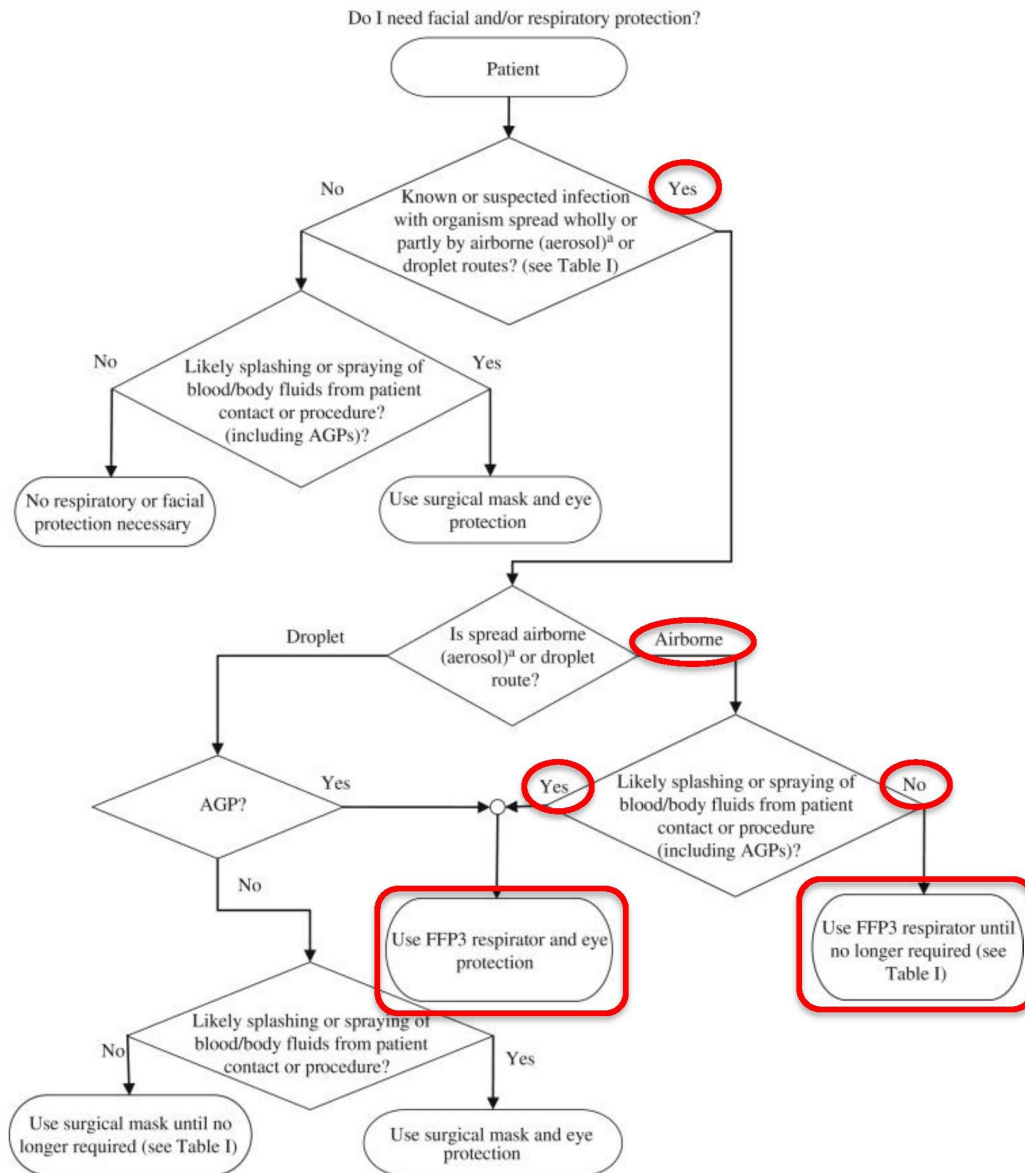 Do I need facial and/or respiratory protection?
Patient
No
Yes
Known or suspected infection
with organism spread wholly or
partly by airborne (aerosol)ᵃ or
droplet routes? (see Table I)
No
Yes
Likely splashing or spraying of
blood/body fluids from patient
contact or procedure?
(including AGPs)?
No respiratory or facial
protection necessary
Use surgical mask and eye
protection
Droplet
Is spread airborne
(aerosol)ᵃ or droplet
route?
Airborne
AGP?
Yes
Yes
Likely splashing or spraying of
blood/body fluids from patient
contact or procedure
(including AGPs)?
No
No
Use FFP3 respirator and eye
protection
Use FFP3 respirator until
no longer required (see
Table I)
Likely splashing or spraying of
blood/body fluids from patient
contact or procedure?
No
Yes
Use surgical mask until no
longer required (see Table I)
Use surgical mask and eye
protection